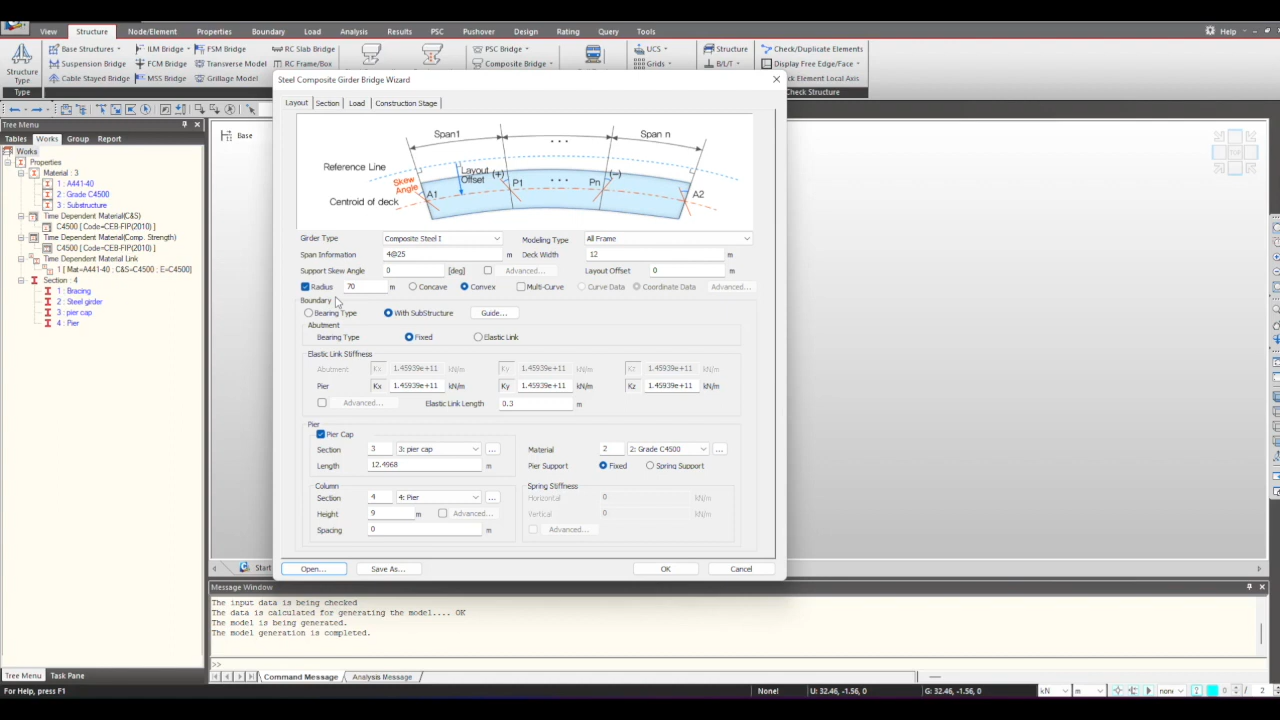 View Structure Node/Element Properties Boundary Load Analysis Results PSC Pushover Design Rating Query Tools Help
Base Structures ILM Bridge FSM Bridge RC Slab Bridge PSC Bridge UCS Structure Check/Duplicate Elements
Suspension Bridge FCM Bridge Transverse Model RC Frame/Box Composite Bridge Grids B/L/T Display Free Edge/Face
Structure Type Cable Stayed Bridge MSS Bridge Grillage Model Check Element Local Axis
Type Check Structure
Steel Composite Girder Bridge Wizard
Layout Section Load Construction Stage
Tree Menu
Tables Works Group Report
Works
Properties
Material : 3
1 : A441-40
2 : Grade C4500
3 : Substructure
Time Dependent Material(C&S)
C4500 [Code=CEB-FIP(2010) ]
Time Dependent Material(Comp. Strength)
C4500 [Code=CEB-FIP(2010) ]
Time Dependent Material Link
1 [ Mat=A441-40; C&S=C4500 ; E=C4500]
Section : 4
1 : Bracing
2 : Steel girder
3 : pier cap
4 : Pier
Base
TOP
Span1 • • • Span n
Reference Line
Layout Offset
(+) (−)
Skew Angle
A1 P1 • • • Pn A2
Centroid of deck
Girder Type Composite Steel I Modeling Type All Frame
Span Information 4@25 m Deck Width 12 m
Support Skew Angle 0 [deg] Advanced... Layout Offset 0 m
Radius 70 m Concave Convex Multi-Curve Curve Data Coordinate Data Advanced...
Boundary
Bearing Type With SubStructure Guide...
Abutment
Bearing Type Fixed Elastic Link
Elastic Link Stiffness
Abutment Kx 1.45939e+11 kN/m Ky 1.45939e+11 kN/m Kz 1.45939e+11 kN/m
Pier Kx 1.45939e+11 kN/m Ky 1.45939e+11 kN/m Kz 1.45939e+11 kN/m
Advanced... Elastic Link Length 0.3 m
Pier
Pier Cap
Section 3 3: pier cap ... Material 2 2: Grade C4500 ...
Length 12.4968 m Pier Support Fixed Spring Support
Column Spring Stiffness
Section 4 4: Pier ... Horizontal 0 kN/m
Height 9 m Advanced... Vertical 0 kN/m
Spacing 0 m Advanced...
Open... Save As... OK Cancel
Start
Message Window
The input data is being checked
The data is calculated for generating the model.... OK
The model is being generated.
The model generation is completed.
>>
Tree Menu Task Pane Command Message Analysis Message
For Help, press F1 None! U: 32.46, -1.56, 0 G: 32.46, -1.56, 0 kN m none 2